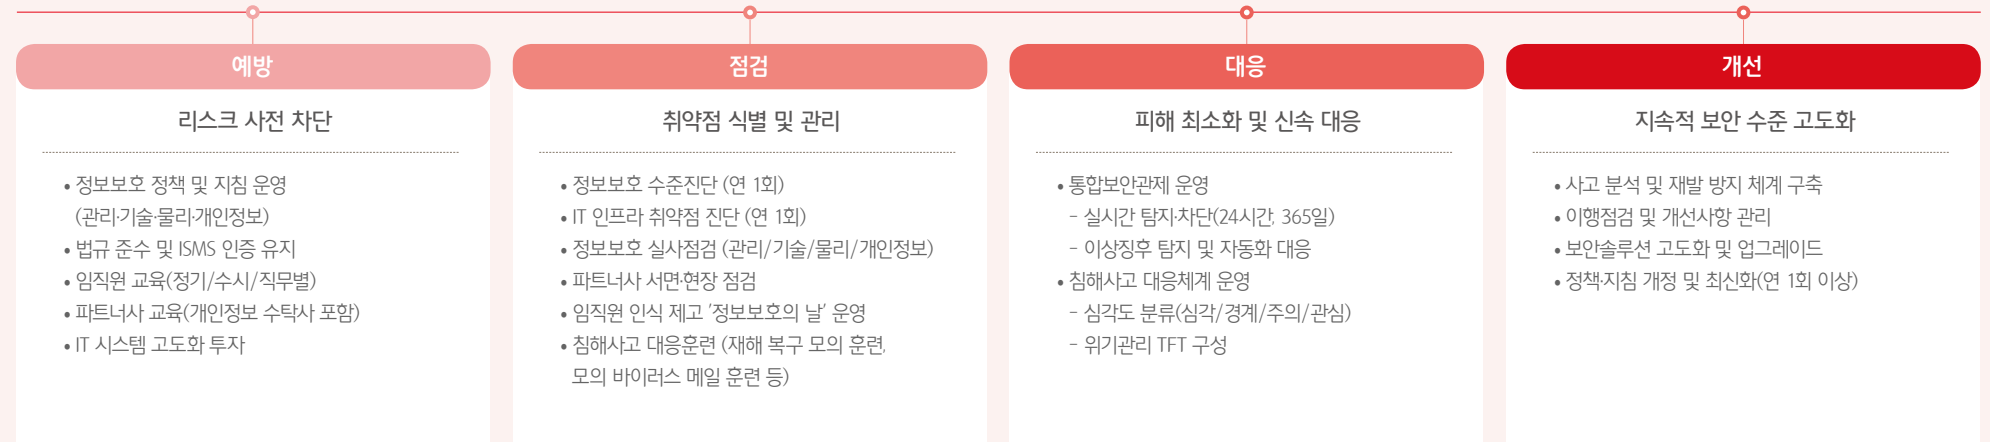 예방
리스크 사전 차단
• 정보보호 정책 및 지침 운영
(관리·기술·물리·개인정보)
• 법규 준수 및 ISMS 인증 유지
• 임직원 교육(정기/수시/직무별)
• 파트너사 교육(개인정보 수탁사 포함)
• IT 시스템 고도화 투자
점검
취약점 식별 및 관리
• 정보보호 수준진단 (연 1회)
• IT 인프라 취약점 진단 (연 1회)
• 정보보호 실사점검 (관리/기술/물리/개인정보)
• 파트너사 서면·현장 점검
• 임직원 인식 제고 '정보보호의 날' 운영
• 침해사고 대응훈련 (재해 복구 모의 훈련,
모의 바이러스 메일 훈련 등)
대응
피해 최소화 및 신속 대응
• 통합보안관제 운영
- 실시간 탐지·차단(24시간, 365일)
- 이상징후 탐지 및 자동화 대응
• 침해사고 대응체계 운영
- 심각도 분류(심각/경계/주의/관심)
- 위기관리 TFT 구성
개선
지속적 보안 수준 고도화
• 사고 분석 및 재발 방지 체계 구축
• 이행점검 및 개선사항 관리
• 보안솔루션 고도화 및 업그레이드
• 정책·지침 개정 및 최신화(연 1회 이상)